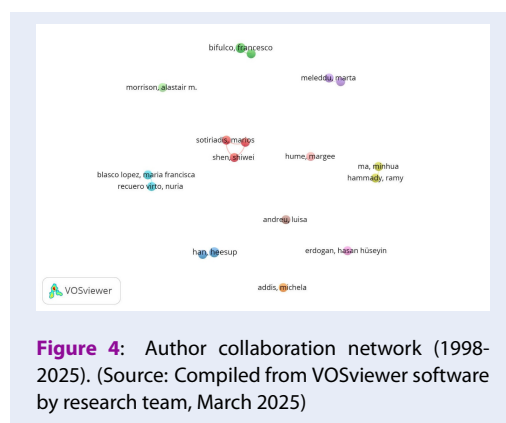 bifulco, francesco
meleddu, marta
morrison, alastair m.
sotiriadis, marios
shen, shiwei
hume, margee
ma, minhua
blasco lopez, maria francisca
hammady, ramy
recuero virto, nuria
andreu, luisa
han, heesup
erdogan, hasan hüseyin
addis, michela
VOSviewer
Figure 4: Author collaboration network (1998-
2025). (Source: Compiled from VOSviewer software
by research team, March 2025)